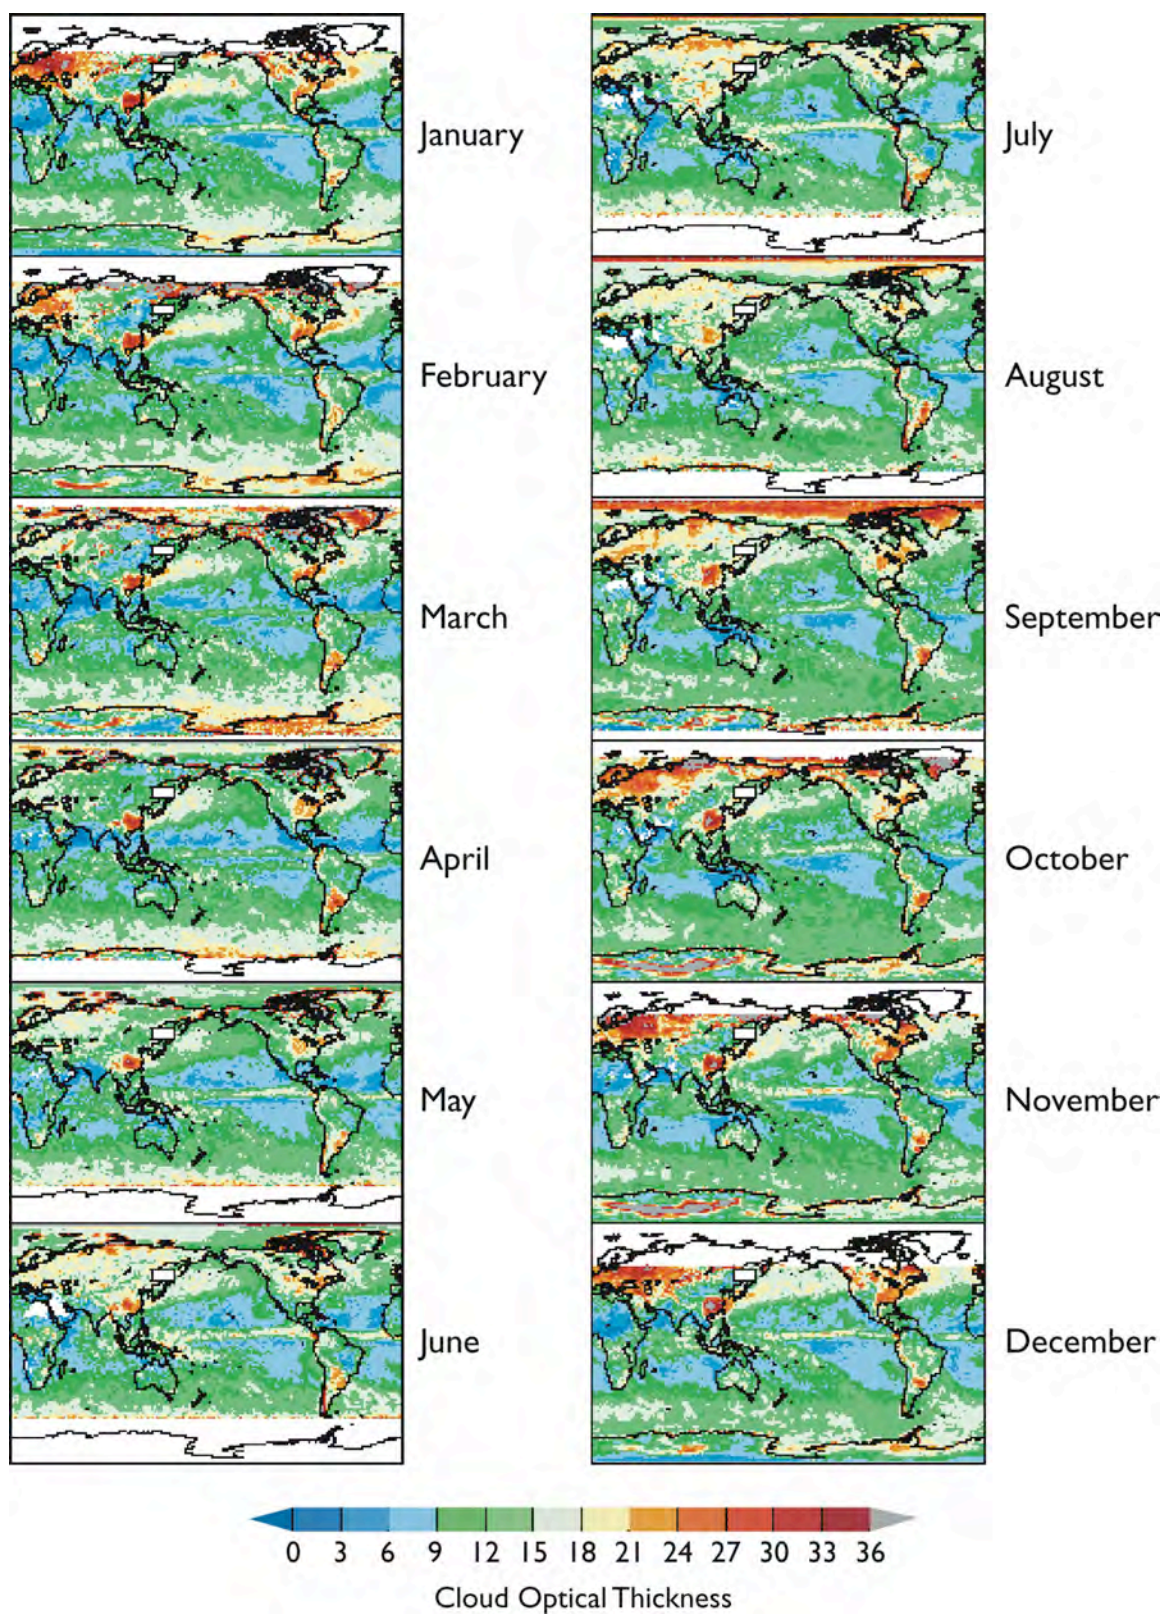 January
July
February
August
March
September
April
October
May
November
June
December
0 3 6 9 12 15 18 21 24 27 30 33 36
Cloud Optical Thickness